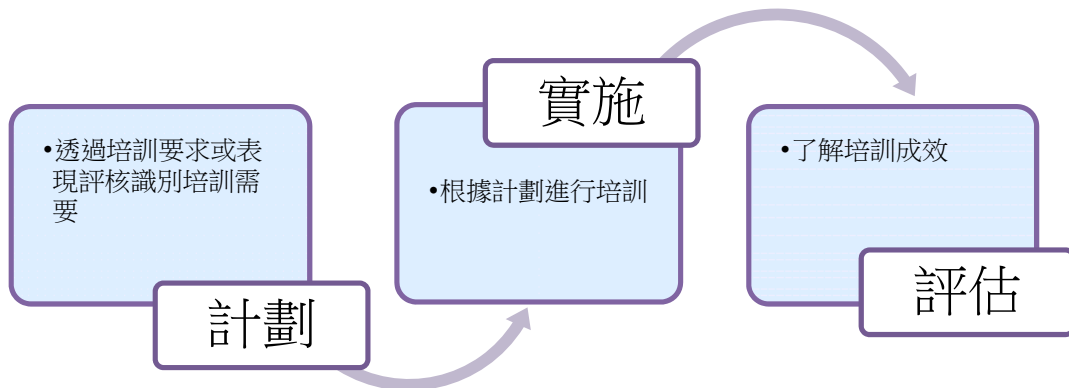 •透過培訓要求或表
現評核識別培訓需
要
計劃
實施
•根據計劃進行培訓
•了解培訓成效
評估